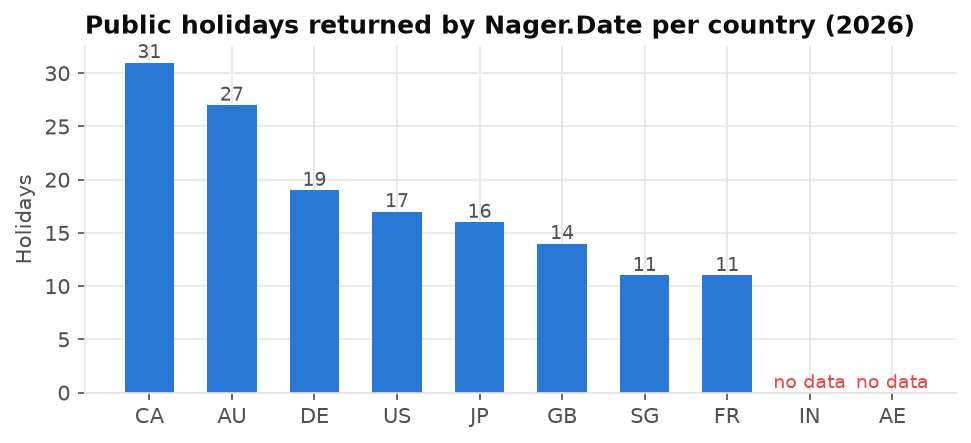 Public holidays returned by Nager.Date per country (2026)
Holidays
30
25
20
15
10
5
0
31
27
19
17
16
14
11
11
no data
no data
CA
AU
DE
US
JP
GB
SG
FR
IN
AE